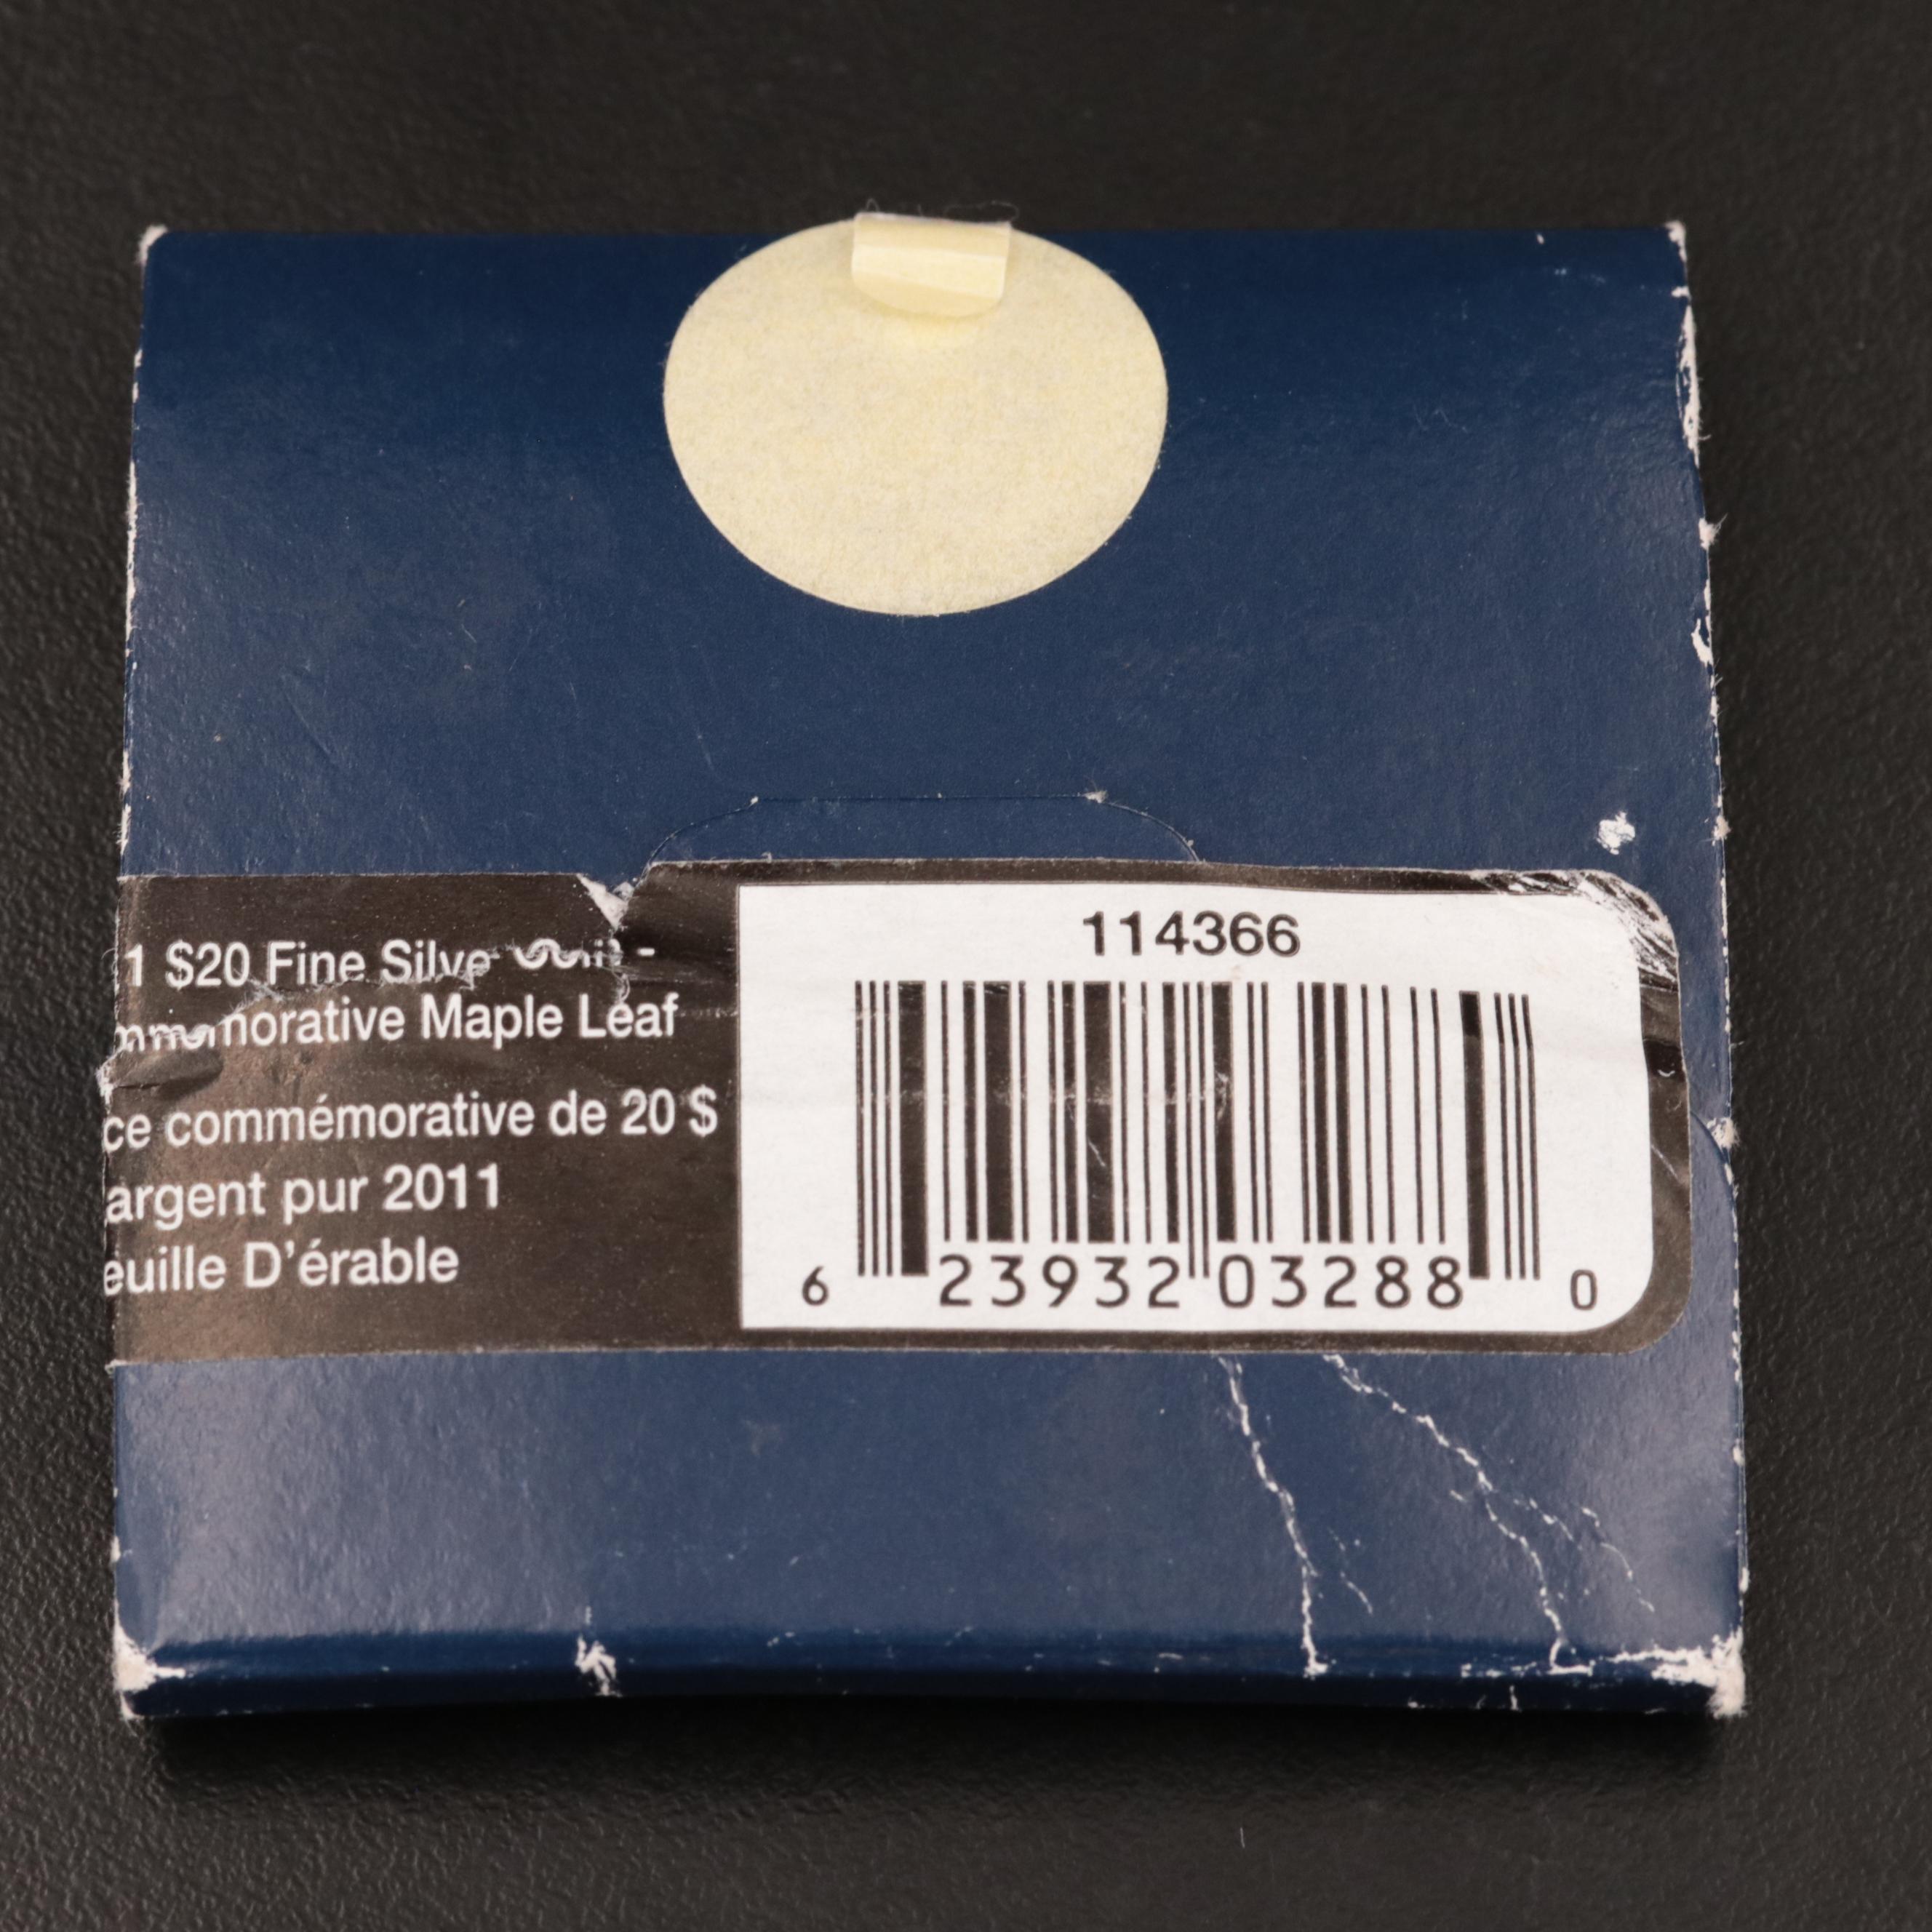 1 $20 Fine Silve -
morative Maple Leaf
ce commémorative de 20 $
argent pur 2011
euille D'érable
114366
6 23932 03288 0